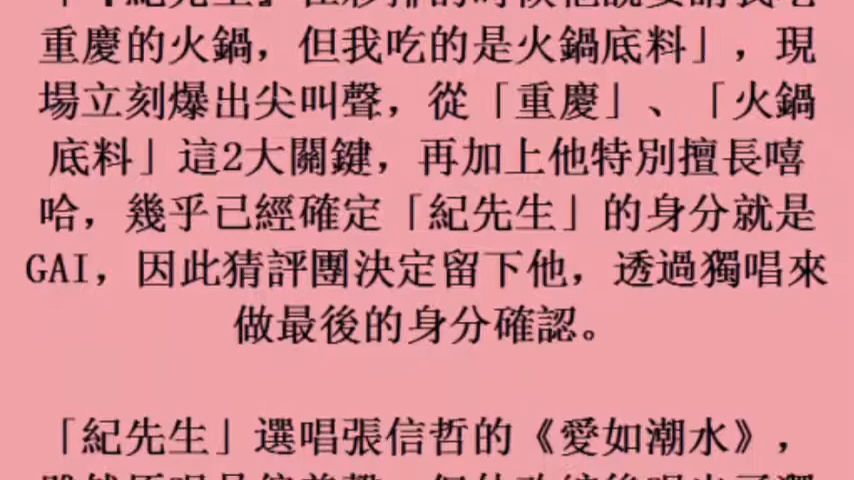 重慶的火鍋，但我吃的是火鍋底料」，現
場立刻爆出尖叫聲，從「重慶」、「火鍋
底料」這2大關鍵，再加上他特別擅長嘻
哈，幾乎已經確定「紀先生」的身分就是
GAI，因此猜評團決定留下他，透過獨唱來
做最後的身分確認。
「紀先生」選唱張信哲的《愛如潮水》，